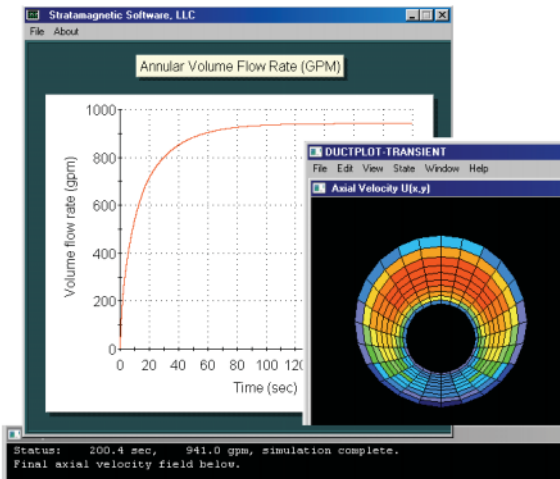 Stratamagnetic Software, LLC
File About
Annular Volume Flow Rate (GPM)
1000
800
600
400
200
0
Volume flow rate (gpm)
0 20 40 60 80 100 120
Time (sec)
DUCTPLOT-TRANSIENT
File Edit View State Window Help
Axial Velocity U(x,y)
Status: 200.4 sec, 941.0 gpm, simulation complete.
Final axial velocity field below.